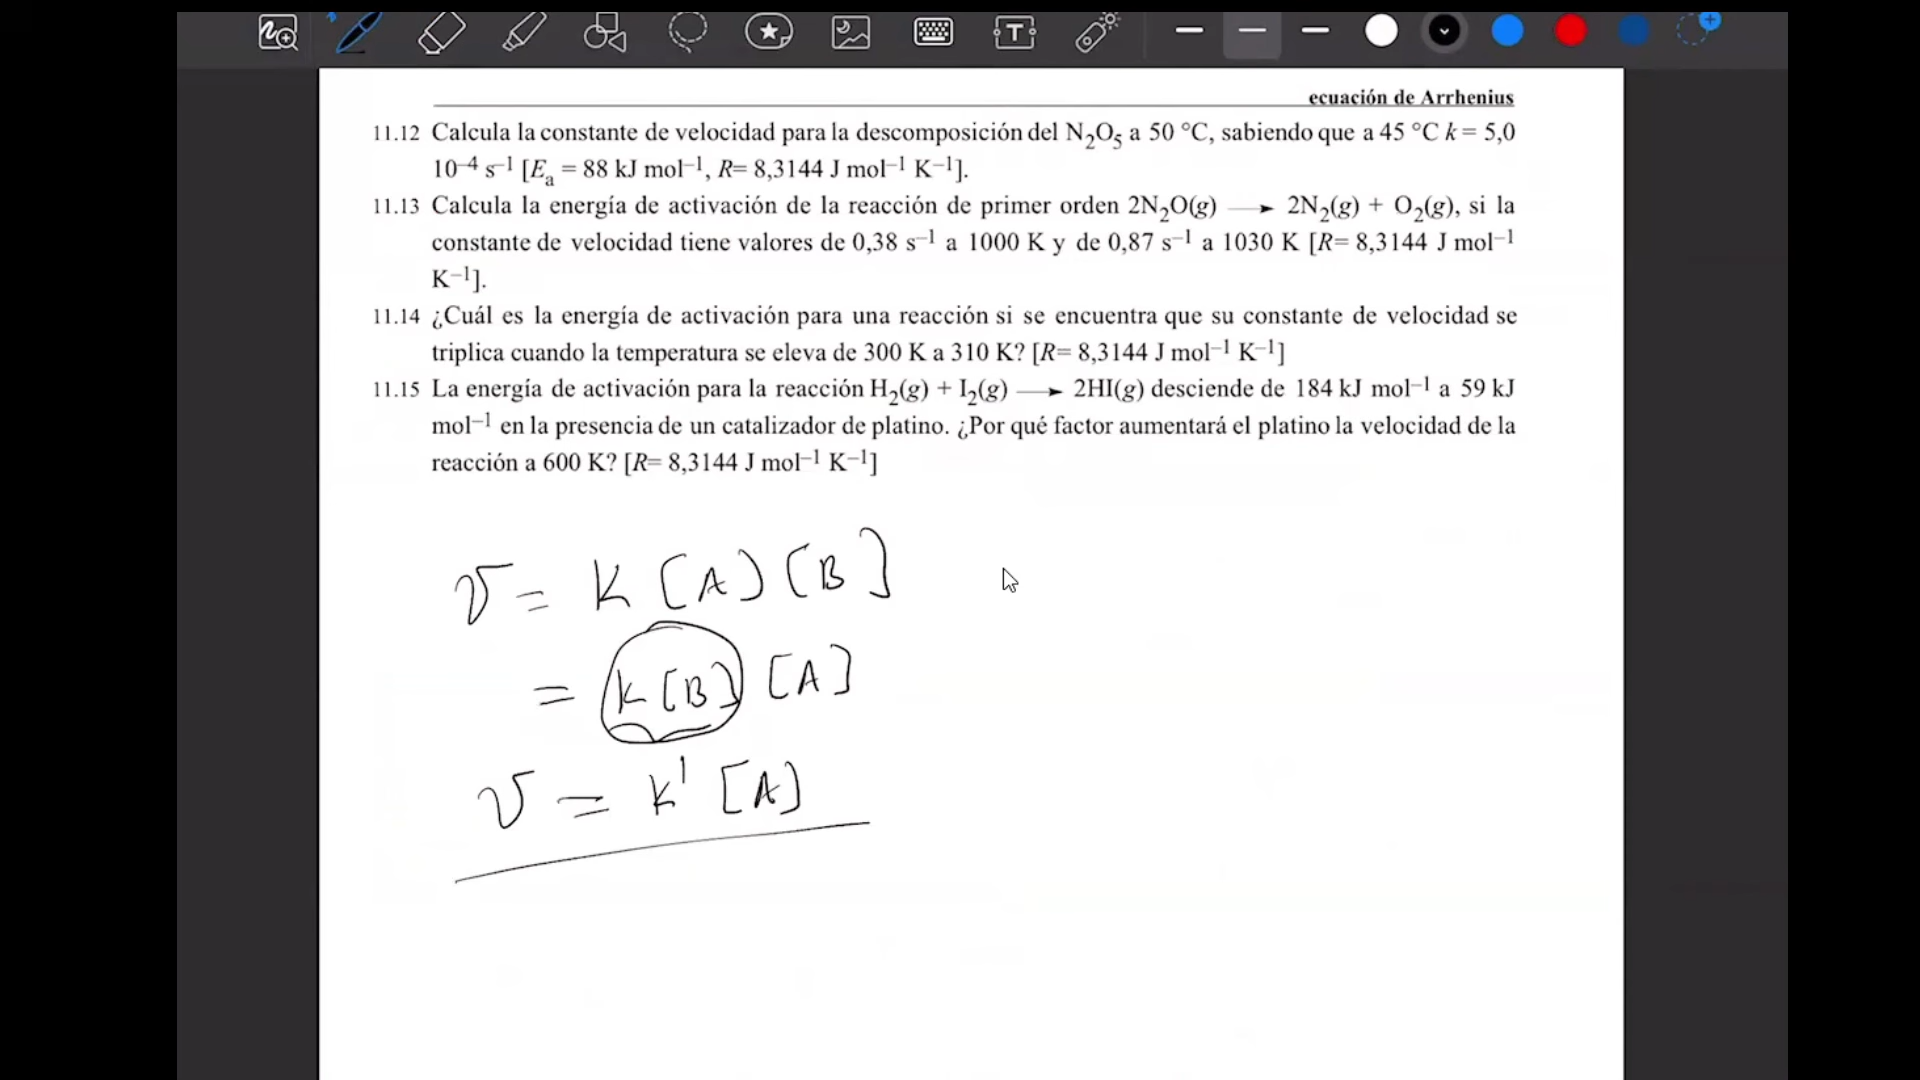 ecuación de Arrhenius
11.12 Calcula la constante de velocidad para la descomposición del N₂O₅ a 50 °C, sabiendo que a 45 °C k = 5,0
10⁻⁴ s⁻¹ [Eₐ = 88 kJ mol⁻¹, R= 8,3144 J mol⁻¹ K⁻¹].
11.13 Calcula la energía de activación de la reacción de primer orden 2N₂O(g) → 2N₂(g) + O₂(g), si la
constante de velocidad tiene valores de 0,38 s⁻¹ a 1000 K y de 0,87 s⁻¹ a 1030 K [R= 8,3144 J mol⁻¹
K⁻¹].
11.14 ¿Cuál es la energía de activación para una reacción si se encuentra que su constante de velocidad se
triplica cuando la temperatura se eleva de 300 K a 310 K? [R= 8,3144 J mol⁻¹ K⁻¹]
11.15 La energía de activación para la reacción H₂(g) + I₂(g) → 2HI(g) desciende de 184 kJ mol⁻¹ a 59 kJ
mol⁻¹ en la presencia de un catalizador de platino. ¿Por qué factor aumentará el platino la velocidad de la
reacción a 600 K? [R= 8,3144 J mol⁻¹ K⁻¹]
v = K [A] [B]
= K [B] [A]
v = K' [A]